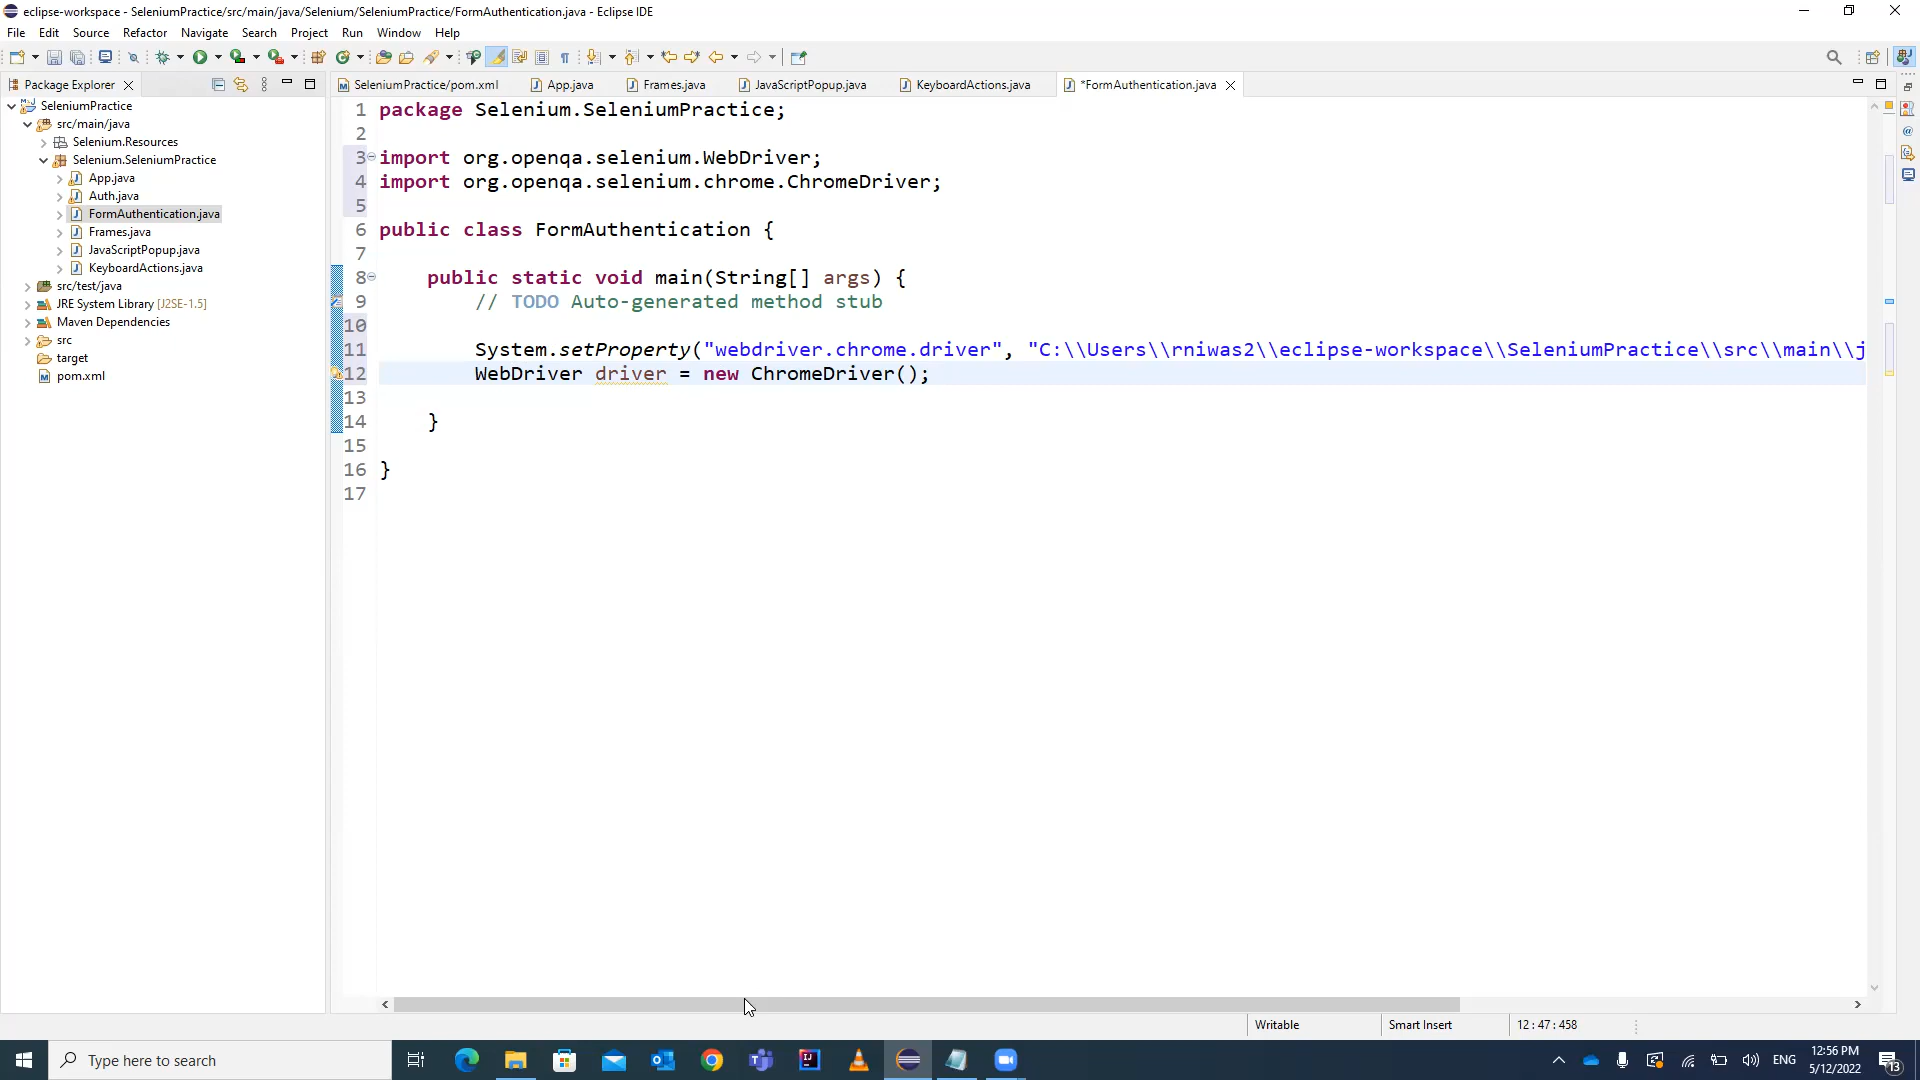 eclipse-workspace - SeleniumPractice/src/main/java/Selenium/SeleniumPractice/FormAuthentication.java - Eclipse IDE
File Edit Source Refactor Navigate Search Project Run Window Help
Package Explorer
SeleniumPractice/pom.xml App.java Frames.java JavaScriptPopup.java KeyboardActions.java *FormAuthentication.java
SeleniumPractice
src/main/java
Selenium.Resources
Selenium.SeleniumPractice
App.java
Auth.java
FormAuthentication.java
Frames.java
JavaScriptPopup.java
KeyboardActions.java
src/test/java
JRE System Library [J2SE-1.5]
Maven Dependencies
src
target
pom.xml
1 package Selenium.SeleniumPractice;
2
3 import org.openqa.selenium.WebDriver;
4 import org.openqa.selenium.chrome.ChromeDriver;
5
6 public class FormAuthentication {
7
8 public static void main(String[] args) {
9 // TODO Auto-generated method stub
10
11 System.setProperty("webdriver.chrome.driver", "C:\\Users\\rniwas2\\eclipse-workspace\\SeleniumPractice\\src\\main\\j
12 WebDriver driver = new ChromeDriver();
13
14 }
15
16 }
17
Writable Smart Insert 12 : 47 : 458
Type here to search
ENG
12:56 PM
5/12/2022
13